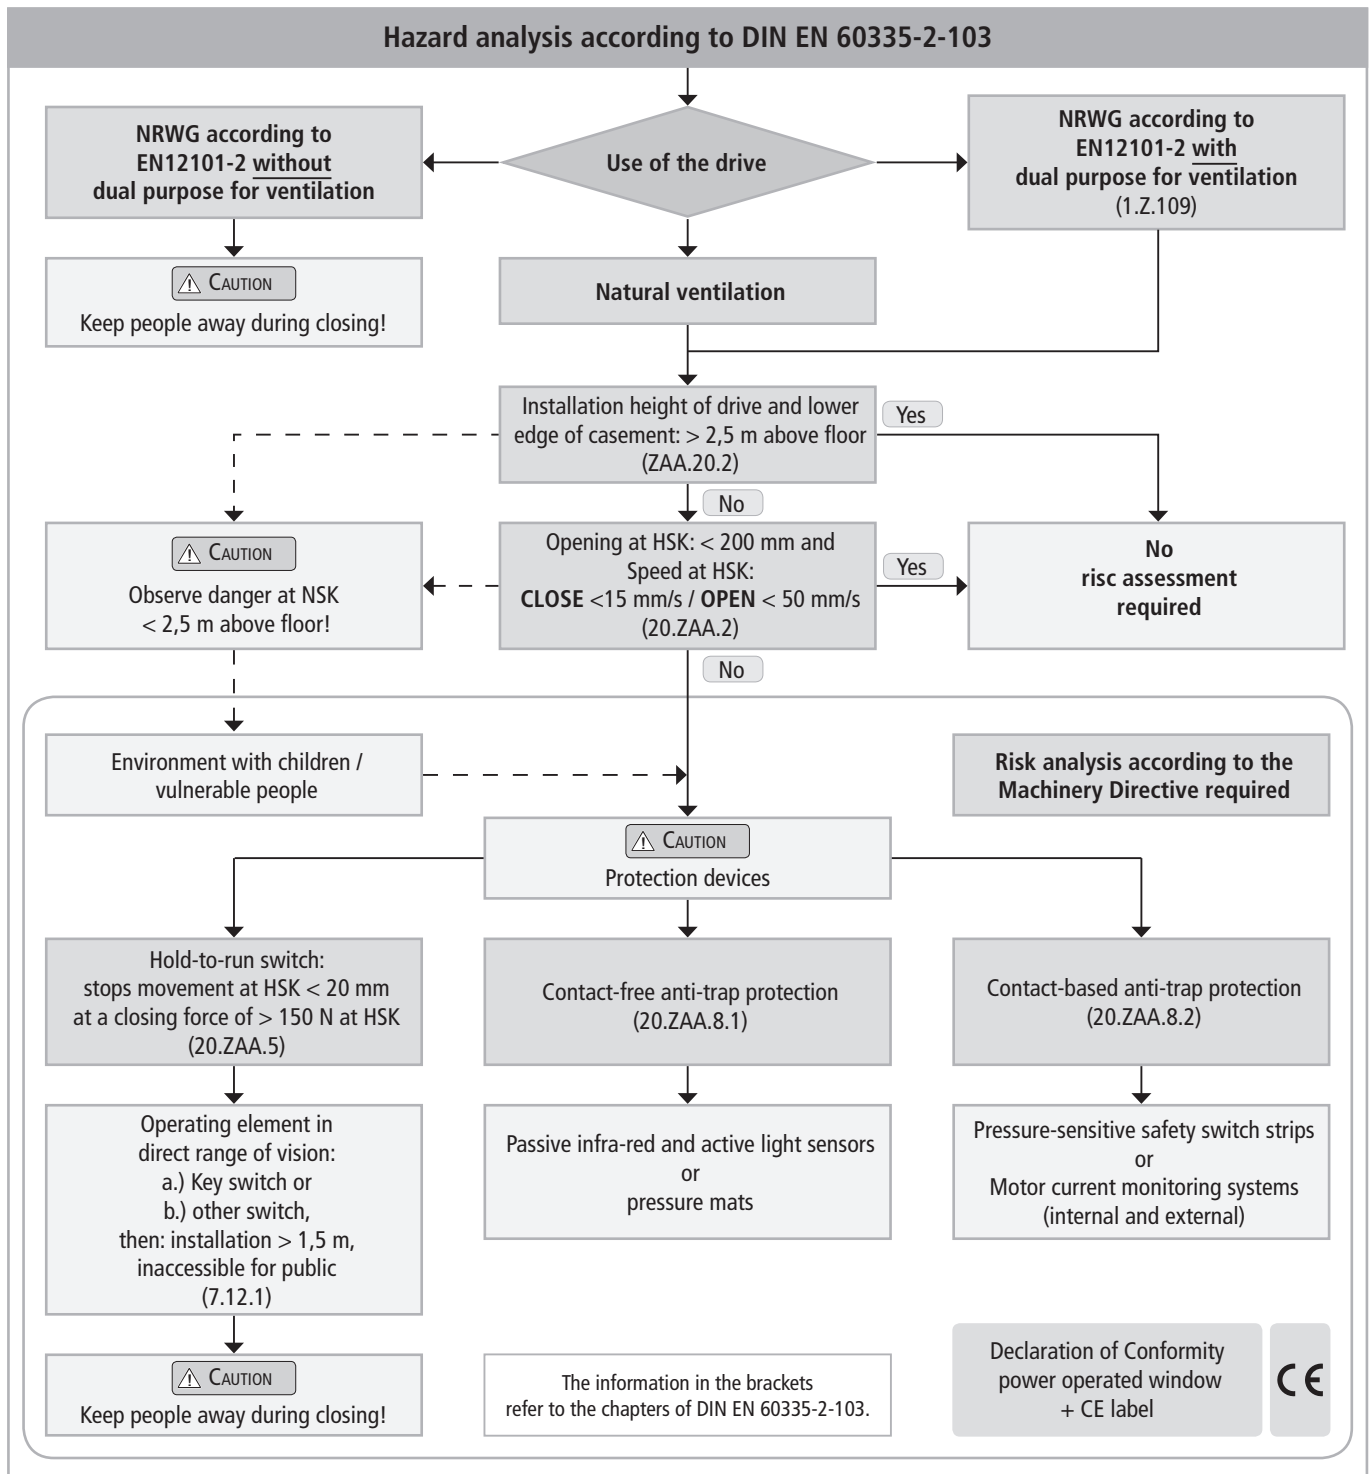 Hazard analysis according to DIN EN 60335-2-103
NRWG according to
EN12101-2 without
dual purpose for ventilation
Use of the drive
NRWG according to
EN12101-2 with
dual purpose for ventilation
(1.Z.109)
CAUTION
Keep people away during closing!
Natural ventilation
Installation height of drive and lower
edge of casement: > 2,5 m above floor
(ZAA.20.2)
Yes
No
CAUTION
Observe danger at NSK
< 2,5 m above floor!
Opening at HSK: < 200 mm and
Speed at HSK:
CLOSE <15 mm/s / OPEN < 50 mm/s
(20.ZAA.2)
Yes
No
risc assessment
required
No
Environment with children /
vulnerable people
Risk analysis according to the
Machinery Directive required
CAUTION
Protection devices
Hold-to-run switch:
stops movement at HSK < 20 mm
at a closing force of > 150 N at HSK
(20.ZAA.5)
Contact-free anti-trap protection
(20.ZAA.8.1)
Contact-based anti-trap protection
(20.ZAA.8.2)
Operating element in
direct range of vision:
a.) Key switch or
b.) other switch,
then: installation > 1,5 m,
inaccessible for public
(7.12.1)
Passive infra-red and active light sensors
or
pressure mats
Pressure-sensitive safety switch strips
or
Motor current monitoring systems
(internal and external)
CAUTION
Keep people away during closing!
The information in the brackets
refer to the chapters of DIN EN 60335-2-103.
Declaration of Conformity
power operated window
+ CE label
CE